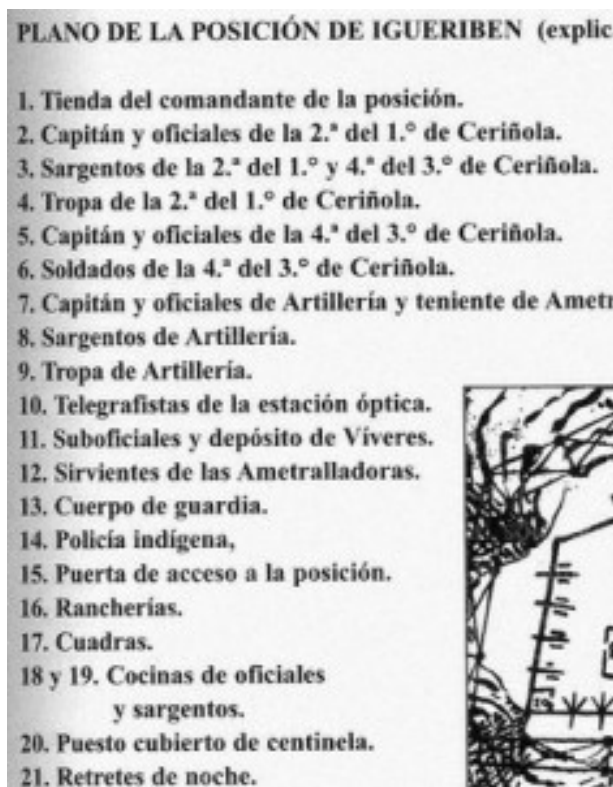 PLANO DE LA POSICIÓN DE IGUERIBEN (explic
1. Tienda del comandante de la posición.
2. Capitán y oficiales de la 2.ª del 1.º de Ceriñola.
3. Sargentos de la 2.ª del 1.º y 4.ª del 3.º de Ceriñola.
4. Tropa de la 2.ª del 1.º de Ceriñola.
5. Capitán y oficiales de la 4.ª del 3.º de Ceriñola.
6. Soldados de la 4.ª del 3.º de Ceriñola.
7. Capitán y oficiales de Artillería y teniente de Ametr
8. Sargentos de Artillería.
9. Tropa de Artillería.
10. Telegrafistas de la estación óptica.
11. Suboficiales y depósito de Víveres.
12. Sirvientes de las Ametralladoras.
13. Cuerpo de guardia.
14. Policía indígena,
15. Puerta de acceso a la posición.
16. Rancherías.
17. Cuadras.
18 y 19. Cocinas de oficiales
y sargentos.
20. Puesto cubierto de centinela.
21. Retretes de noche.